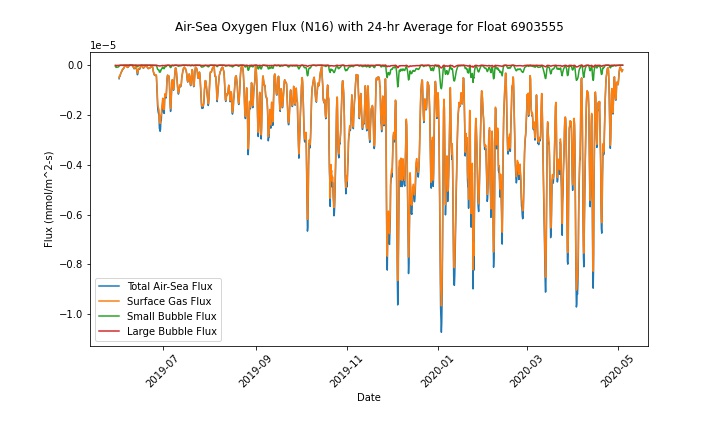 Air-Sea Oxygen Flux (N16) with 24-hr Average for Float 6903555
1e−5
0.0
−0.2
−0.4
−0.6
−0.8
−1.0
Flux (mmol/m^2-s)
Total Air-Sea Flux
Surface Gas Flux
Small Bubble Flux
Large Bubble Flux
2019-07
2019-09
2019-11
2020-01
2020-03
2020-05
Date